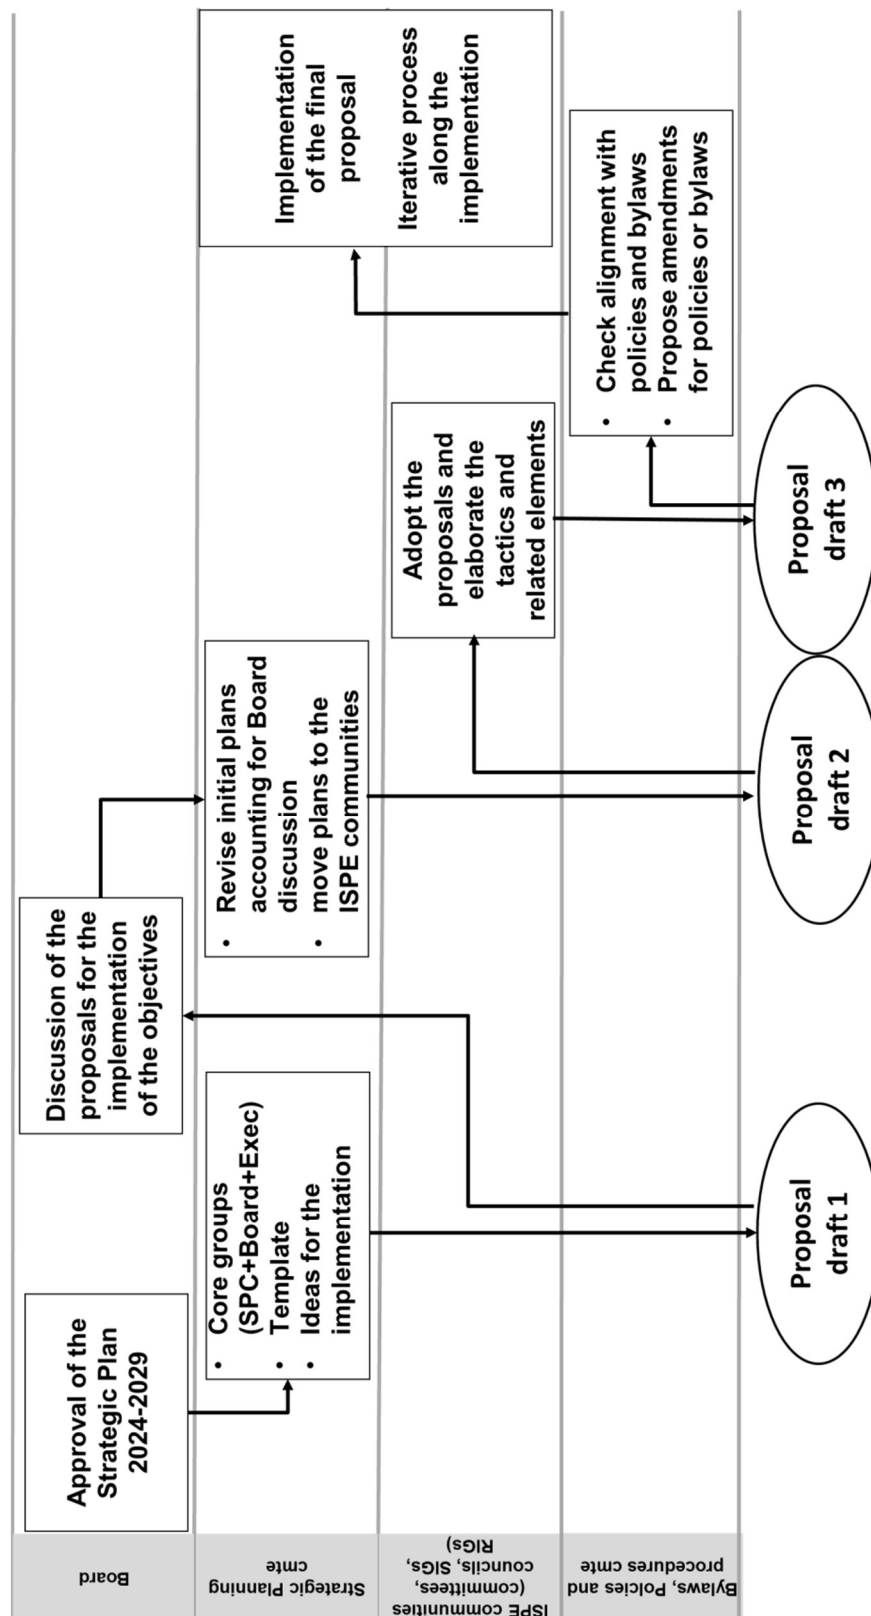 Board
Approval of the
Strategic Plan
2024-2029
Discussion of the
proposals for the
implementation
of the objectives
Strategic Planning
cmte
• Core groups
(SPC+Board+Exec)
• Template
• Ideas for the
implementation
• Revise initial plans
accounting for Board
discussion
• move plans to the
ISPE communities
Implementation
of the final
proposal
Iterative process
along the
implementation
ISPE communities
(committees,
councils, SIGs,
RIGs)
Adopt the
proposals and
elaborate the
tactics and
related elements
Bylaws, Policies and
procedures cmte
• Check alignment with
policies and bylaws
• Propose amendments
for policies or bylaws
Proposal
draft 1
Proposal
draft 2
Proposal
draft 3